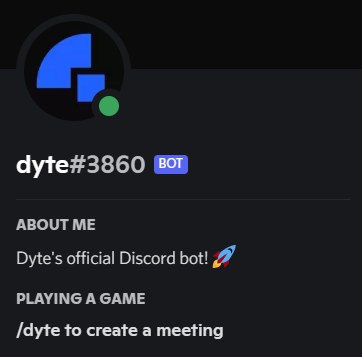 dyte#3860 BOT
ABOUT ME
Dyte's official Discord bot! 🚀
PLAYING A GAME
/dyte to create a meeting